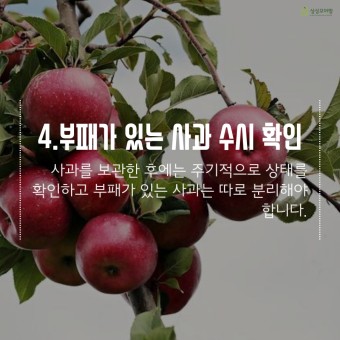 4.부패가 있는 사과 수시 확인
사과를 보관한 후에는 주기적으로 상태를
확인하고 부패가 있는 사과는 따로 분리해야
합니다.